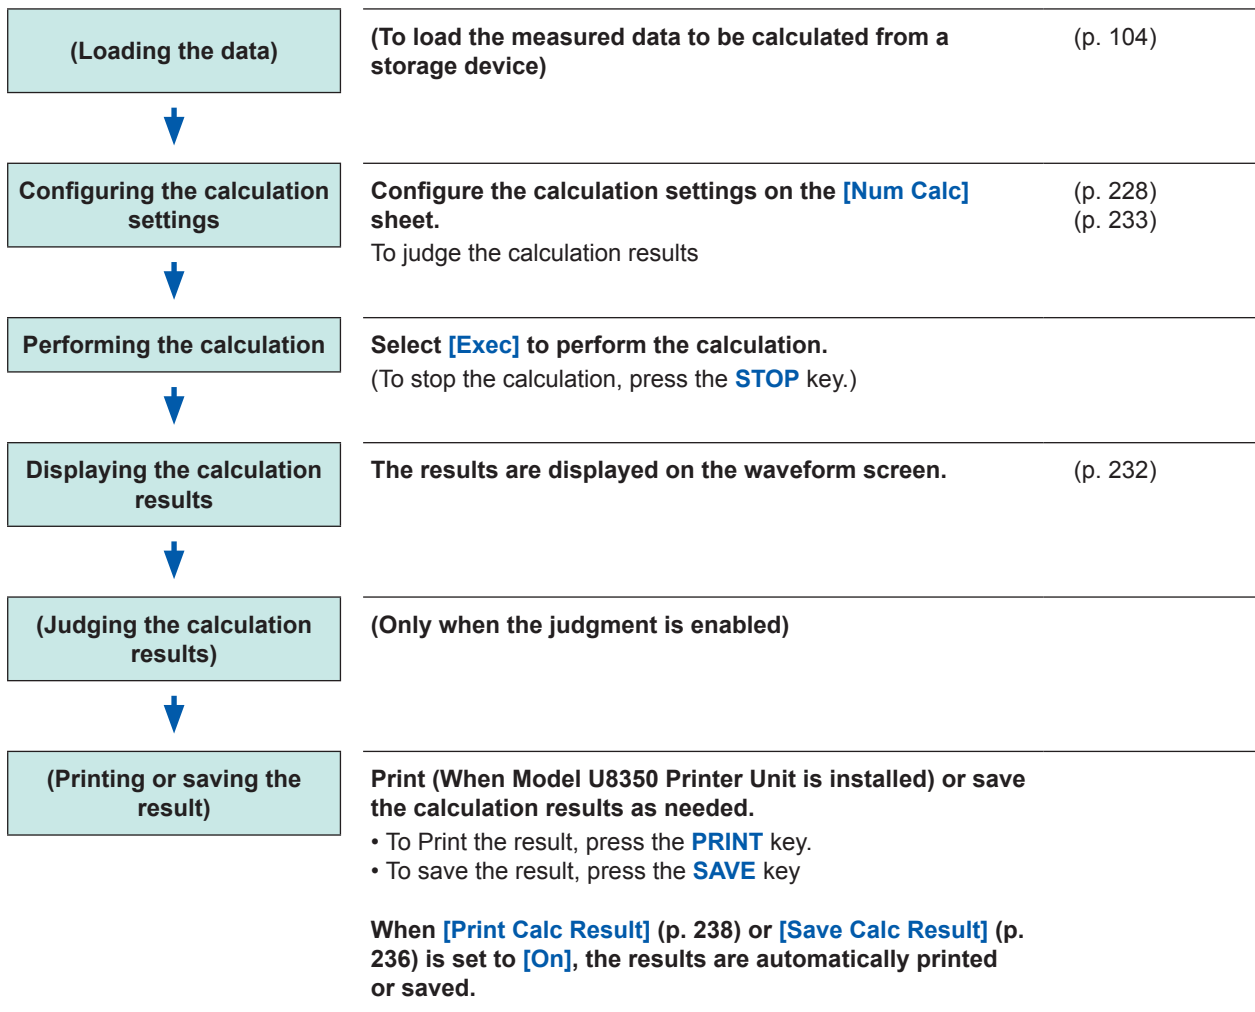 (Loading the data)
(To load the measured data to be calculated from a
storage device)
(p. 104)
Configuring the calculation
settings
Configure the calculation settings on the [Num Calc]
sheet.
To judge the calculation results
(p. 228)
(p. 233)
Performing the calculation
Select [Exec] to perform the calculation.
(To stop the calculation, press the STOP key.)
Displaying the calculation
results
The results are displayed on the waveform screen.
(p. 232)
(Judging the calculation
results)
(Only when the judgment is enabled)
(Printing or saving the
result)
Print (When Model U8350 Printer Unit is installed) or save
the calculation results as needed.
• To Print the result, press the PRINT key.
• To save the result, press the SAVE key
When [Print Calc Result] (p. 238) or [Save Calc Result] (p.
236) is set to [On], the results are automatically printed
or saved.